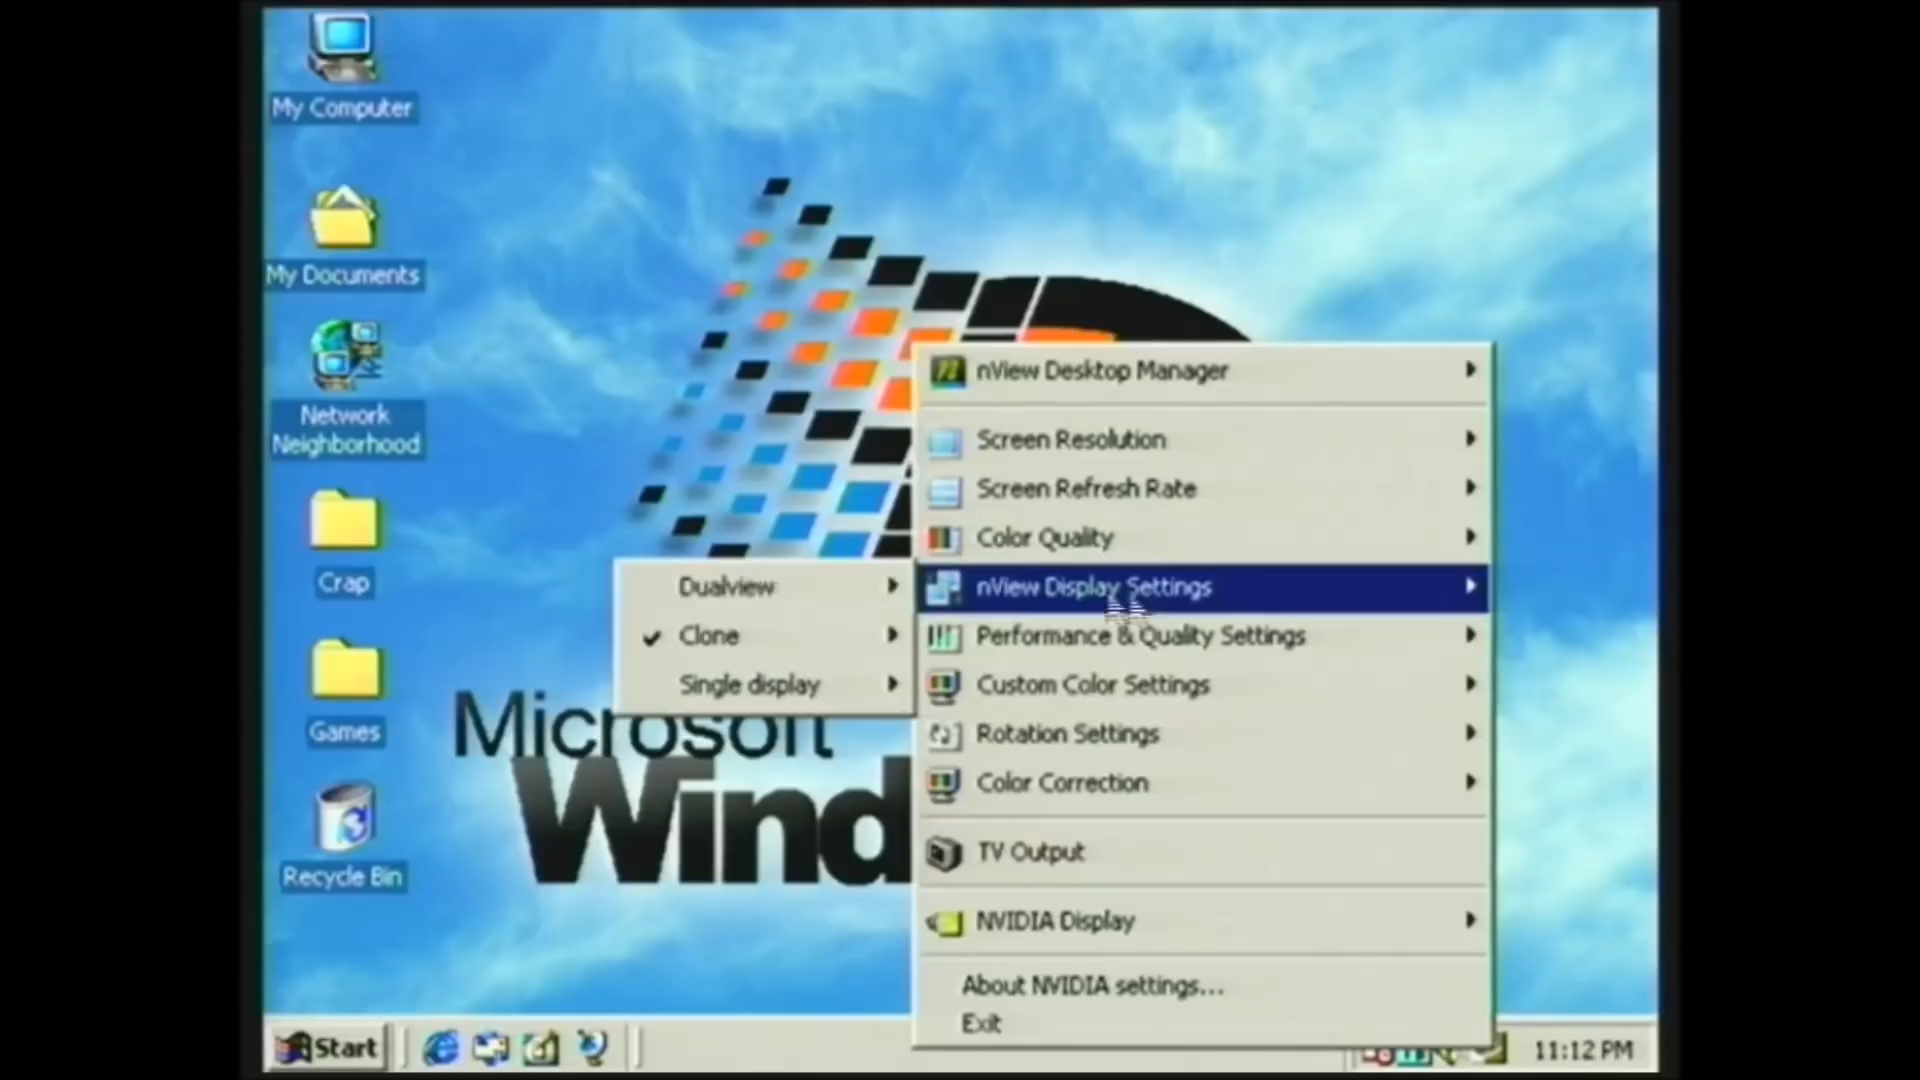 My Computer
My Documents
Network
Neighborhood
Crap
Games
Recycle Bin
Microsoft
Wind
nView Desktop Manager
Screen Resolution
Screen Refresh Rate
Color Quality
nView Display Settings
Performance & Quality Settings
Custom Color Settings
Rotation Settings
Color Correction
TV Output
NVIDIA Display
About NVIDIA settings...
Exit
Dualview
Clone
Single display
Start
11:12 PM